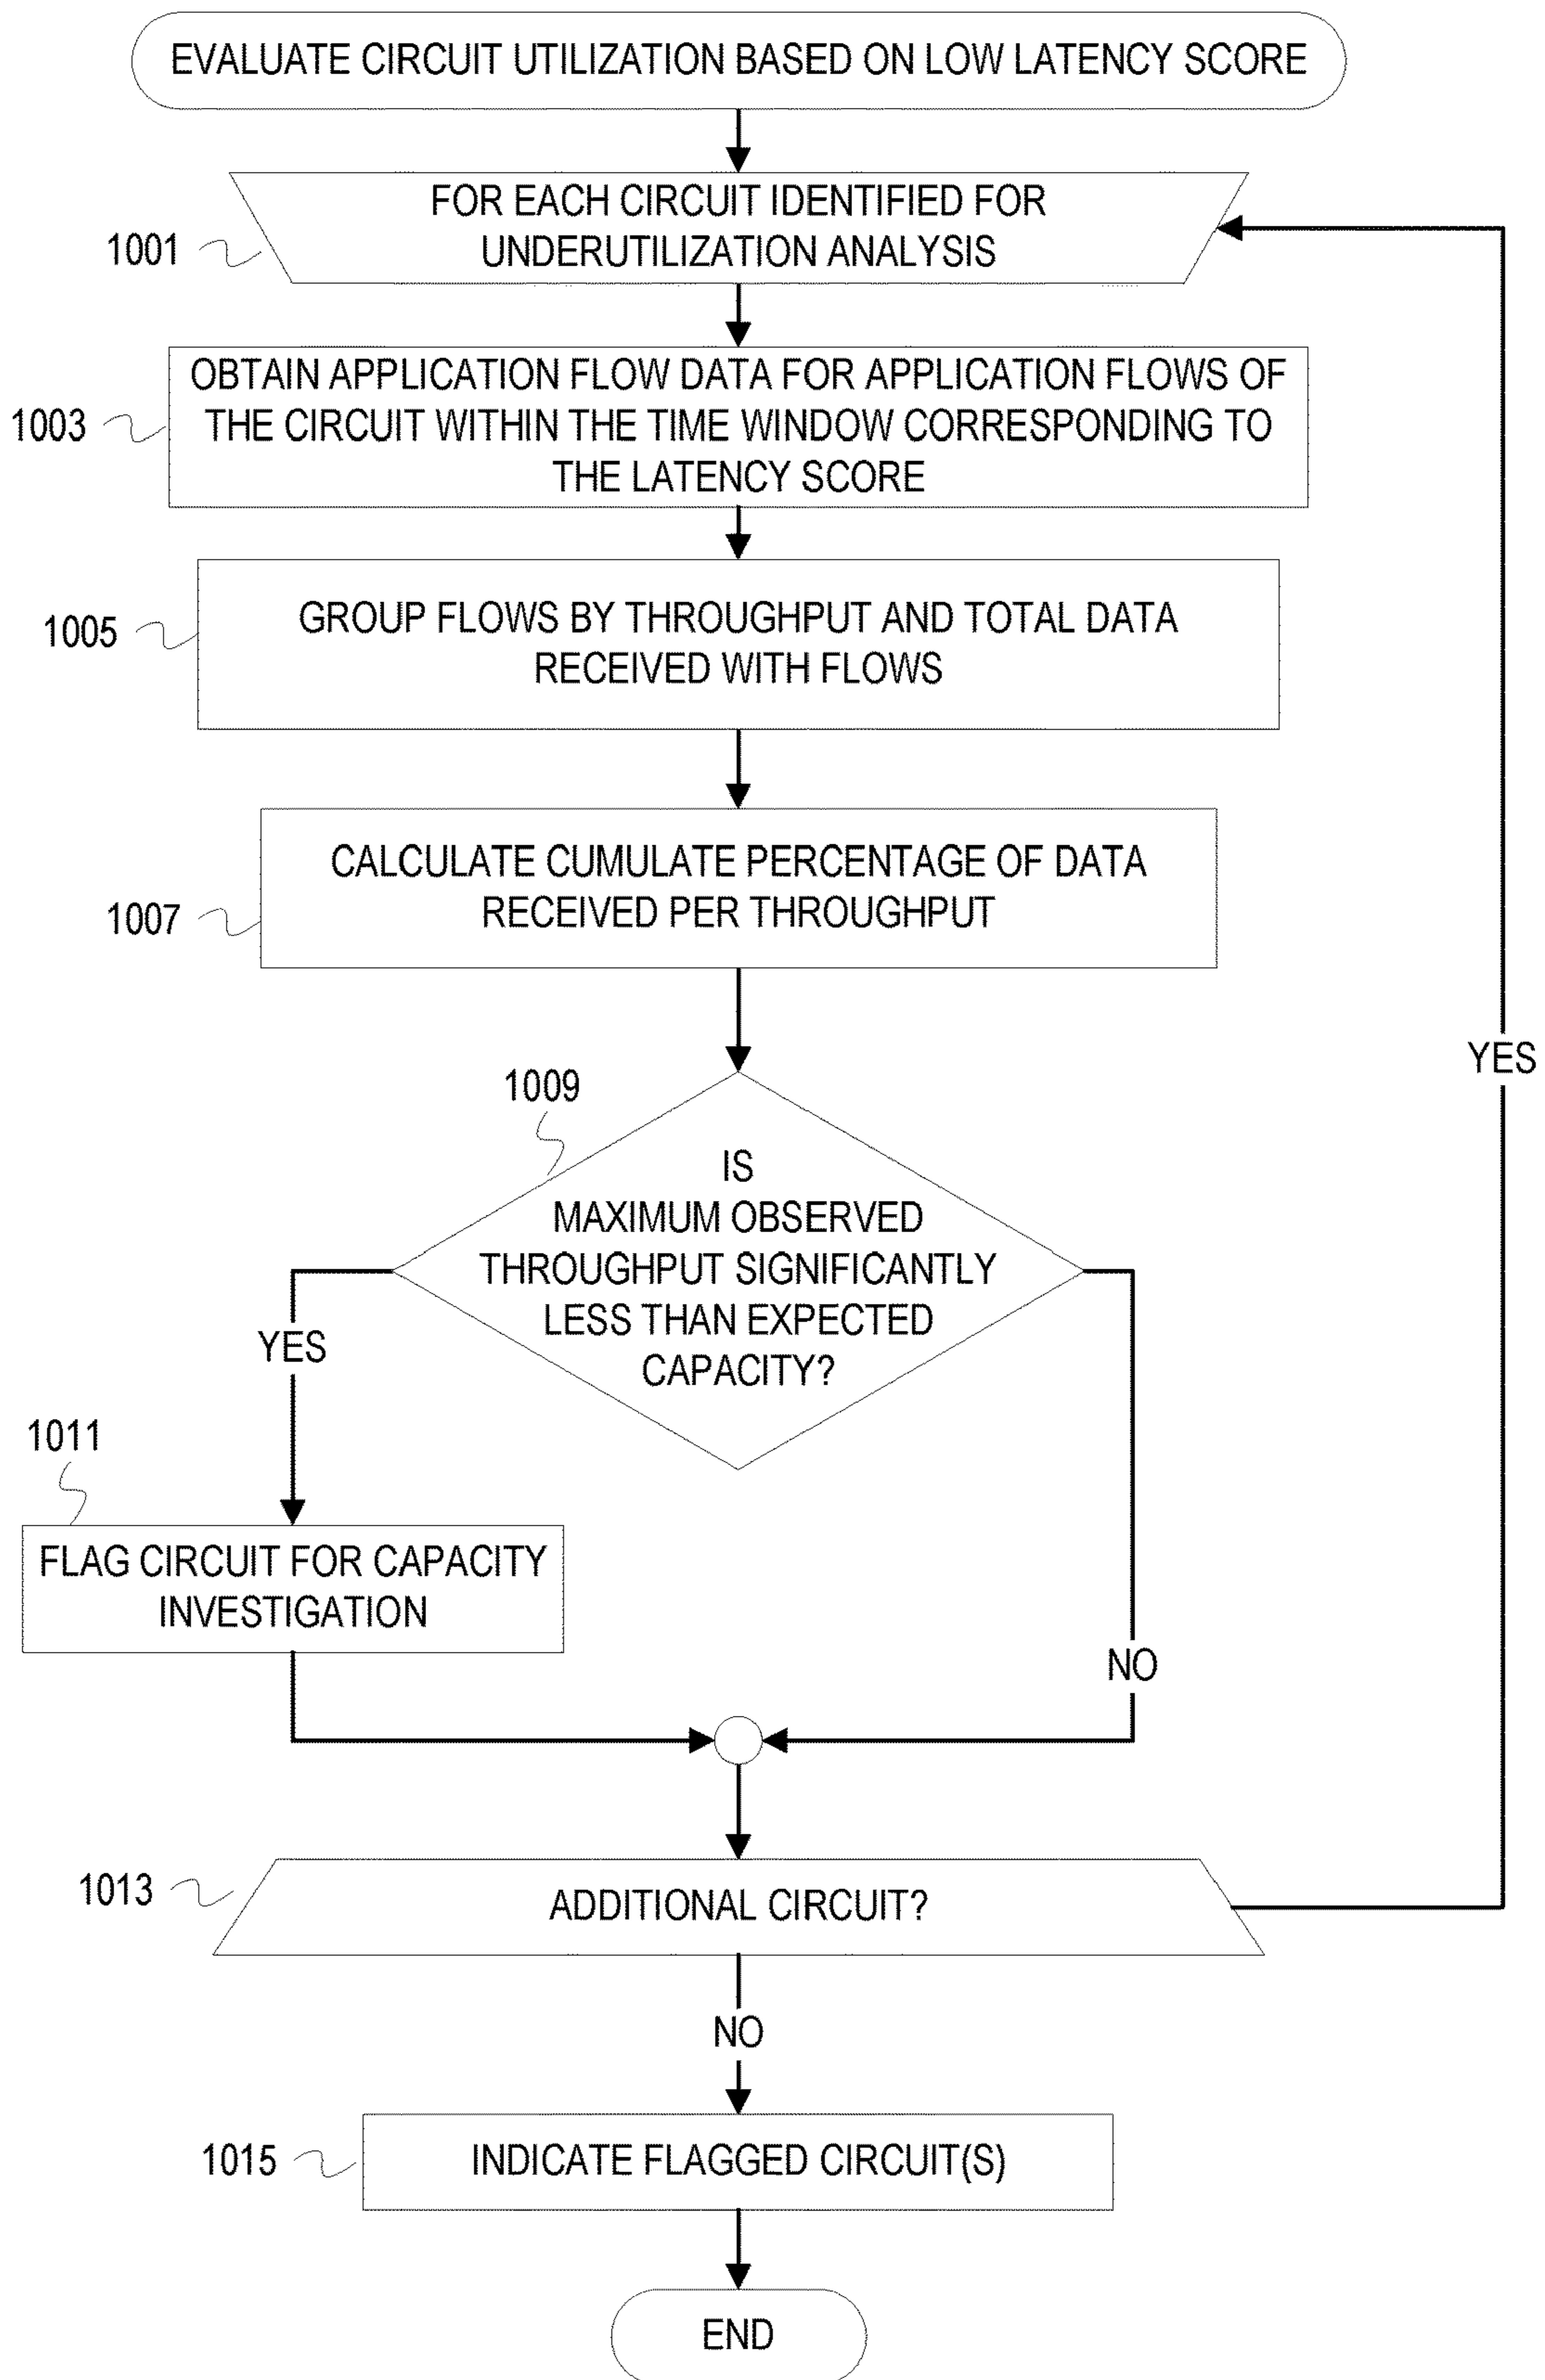 EVALUATE CIRCUIT UTILIZATION BASED ON LOW LATENCY SCORE
FOR EACH CIRCUIT IDENTIFIED FOR
UNDERUTILIZATION ANALYSIS
1001
OBTAIN APPLICATION FLOW DATA FOR APPLICATION FLOWS OF
THE CIRCUIT WITHIN THE TIME WINDOW CORRESPONDING TO
THE LATENCY SCORE
1003
GROUP FLOWS BY THROUGHPUT AND TOTAL DATA
RECEIVED WITH FLOWS
1005
CALCULATE CUMULATE PERCENTAGE OF DATA
RECEIVED PER THROUGHPUT
1007
YES
1009
IS
MAXIMUM OBSERVED
THROUGHPUT SIGNIFICANTLY
LESS THAN EXPECTED
CAPACITY?
YES
1011
FLAG CIRCUIT FOR CAPACITY
INVESTIGATION
NO
1013
ADDITIONAL CIRCUIT?
NO
1015
INDICATE FLAGGED CIRCUIT(S)
END